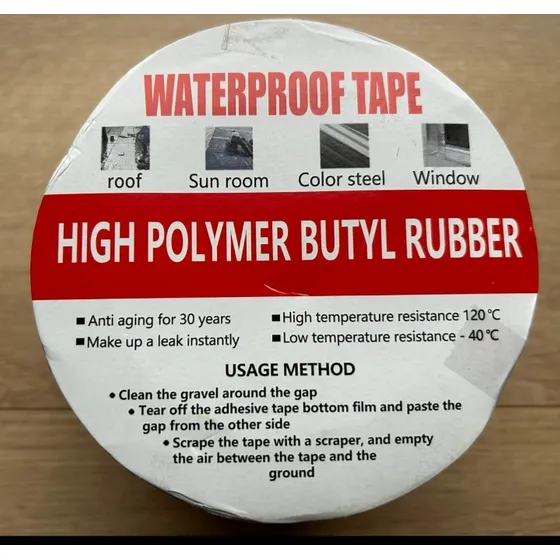 WATERPROOF TAPE
roof Sun room Color steel Window
HIGH POLYMER BUTYL RUBBER
■ Anti aging for 30 years ■ High temperature resistance 120℃
■ Make up a leak instantly ■ Low temperature resistance - 40℃
USAGE METHOD
• Clean the gravel around the gap
• Tear off the adhesive tape bottom film and paste the
gap from the other side
• Scrape the tape with a scraper, and empty
the air between the tape and the
ground